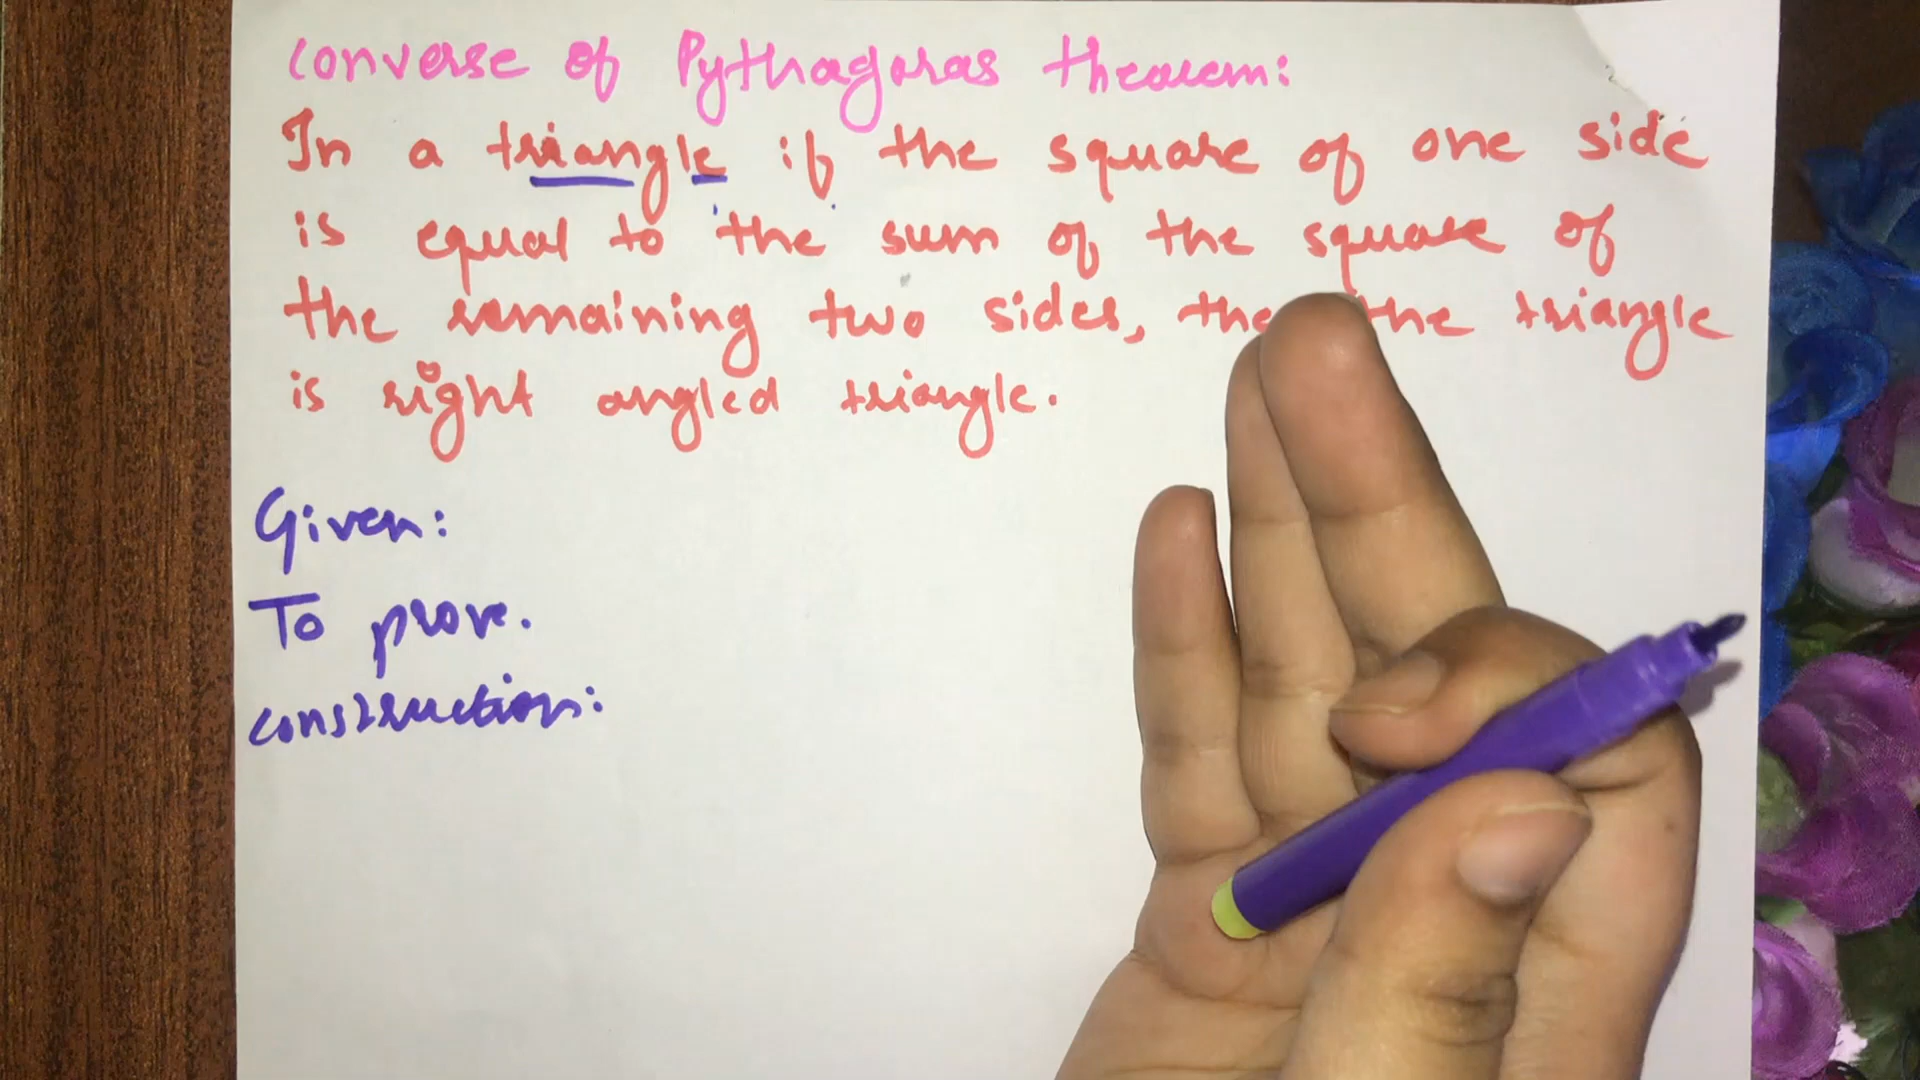 converse of Pythagoras theorem:
In a triangle if the square of one side
is equal to the sum of the square of
the remaining two sides, the the triangle
is right angled triangle.
Given:
To prove.
construction: